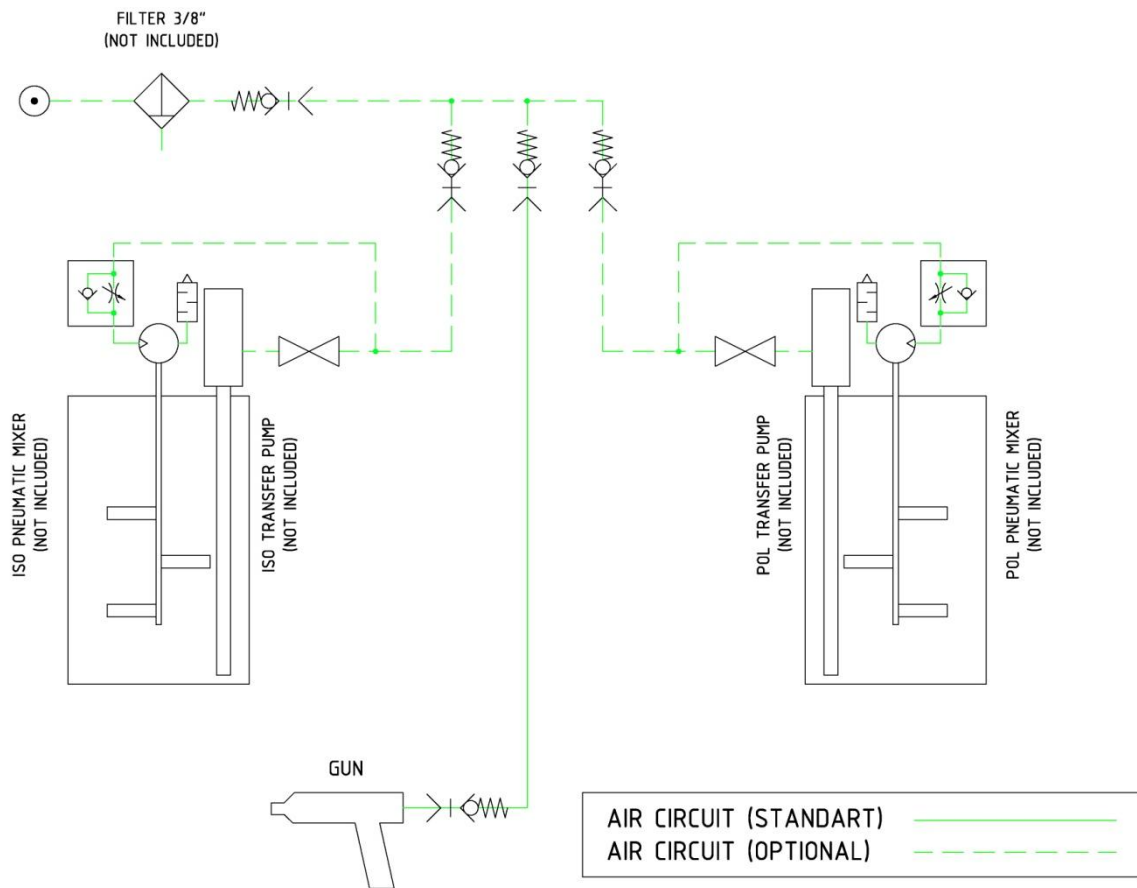 FILTER 3/8"
(NOT INCLUDED)
ISO PNEUMATIC MIXER
(NOT INCLUDED)
ISO TRANSFER PUMP
(NOT INCLUDED)
POL TRANSFER PUMP
(NOT INCLUDED)
POL PNEUMATIC MIXER
(NOT INCLUDED)
GUN
AIR CIRCUIT (STANDART)
AIR CIRCUIT (OPTIONAL)